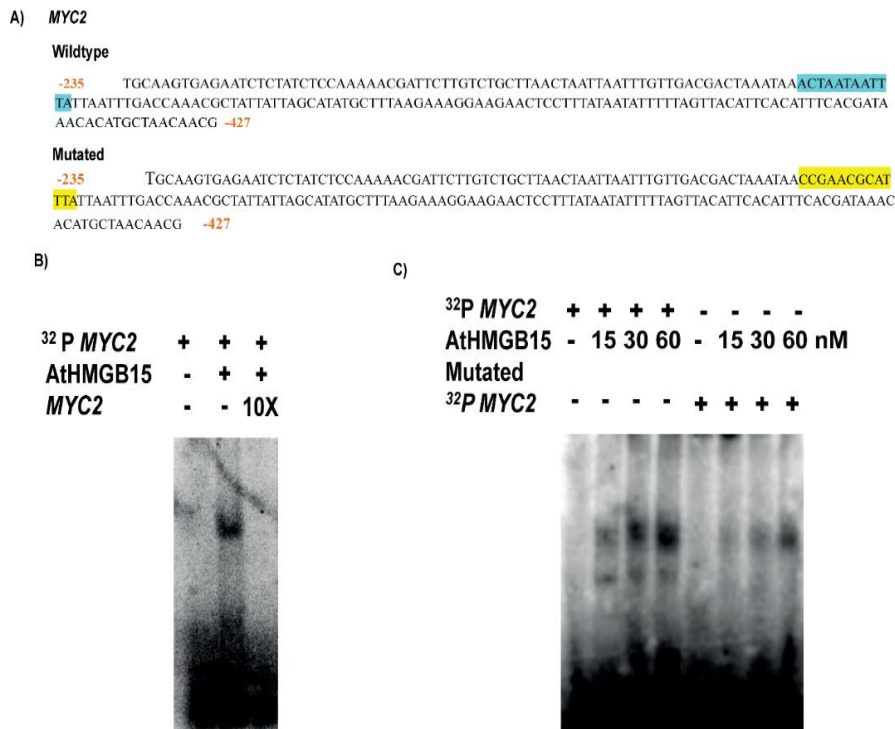 A) MYC2
Wildtype
-235 TGCAAGTGAGAATCTCTATCTCCAAAAACGATTCTTGTCTGCTTAACTAATTAATTTGTTGACGACTAAATAAACTAATAATT
TATTAATTTGACCAAACGCTATTATTAGCATATGCTTTAAGAAAGGAAGAACTCCTTTATAATATTTTTAGTTACATTCACATTTCACGATA
AACACATGCTAACAACG -427
Mutated
-235 TGCAAGTGAGAATCTCTATCTCCAAAAACGATTCTTGTCTGCTTAACTAATTAATTTGTTGACGACTAAATAACCGAACGCAT
TTATTAATTTGACCAAACGCTATTATTAGCATATGCTTTAAGAAAGGAAGAACTCCTTTATAATATTTTTAGTTACATTCACATTTCACGATAAAC
ACATGCTAACAACG -427
B)
32 P MYC2 + + +
AtHMGB15 - + +
MYC2 - - 10X
C)
32P MYC2 + + + + - - - -
AtHMGB15 - 15 30 60 - 15 30 60 nM
Mutated
32P MYC2 - - - - + + + +